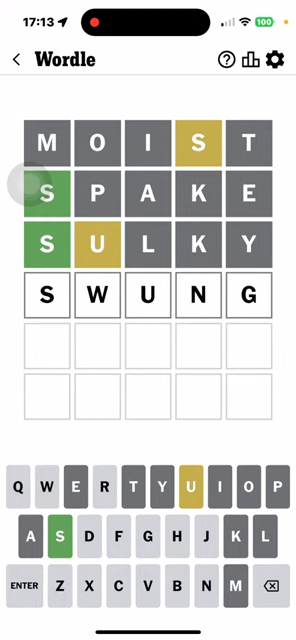 17:13 100
Wordle
M O I S T
S P A K E
S U L K Y
S W U N G
Q W E R T Y U I O P
A S D F G H J K L
ENTER Z X C V B N M